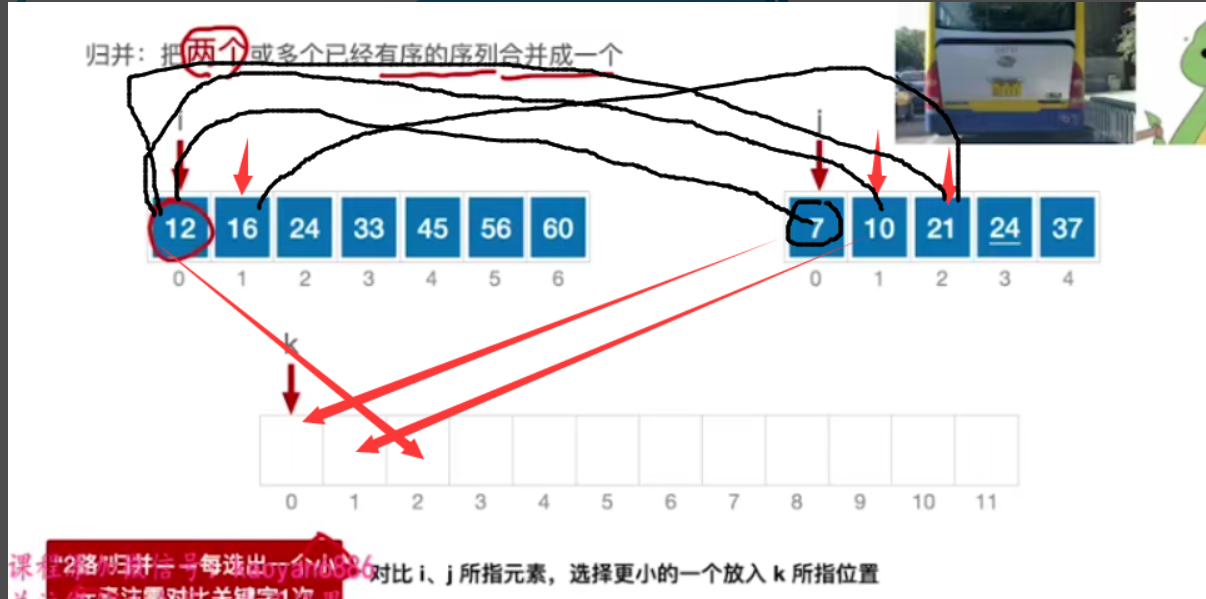 归并：把两个或多个已经有序的序列合并成一个
i
j
12 16 24 33 45 56 60
7 10 21 24 37
0 1 2 3 4 5 6
0 1 2 3 4
k
0 1 2 3 4 5 6 7 8 9 10 11
“2路”归并——每选出一个小
对比 i、j 所指元素，选择更小的一个放入 k 所指位置
元素注需对比关键字1次